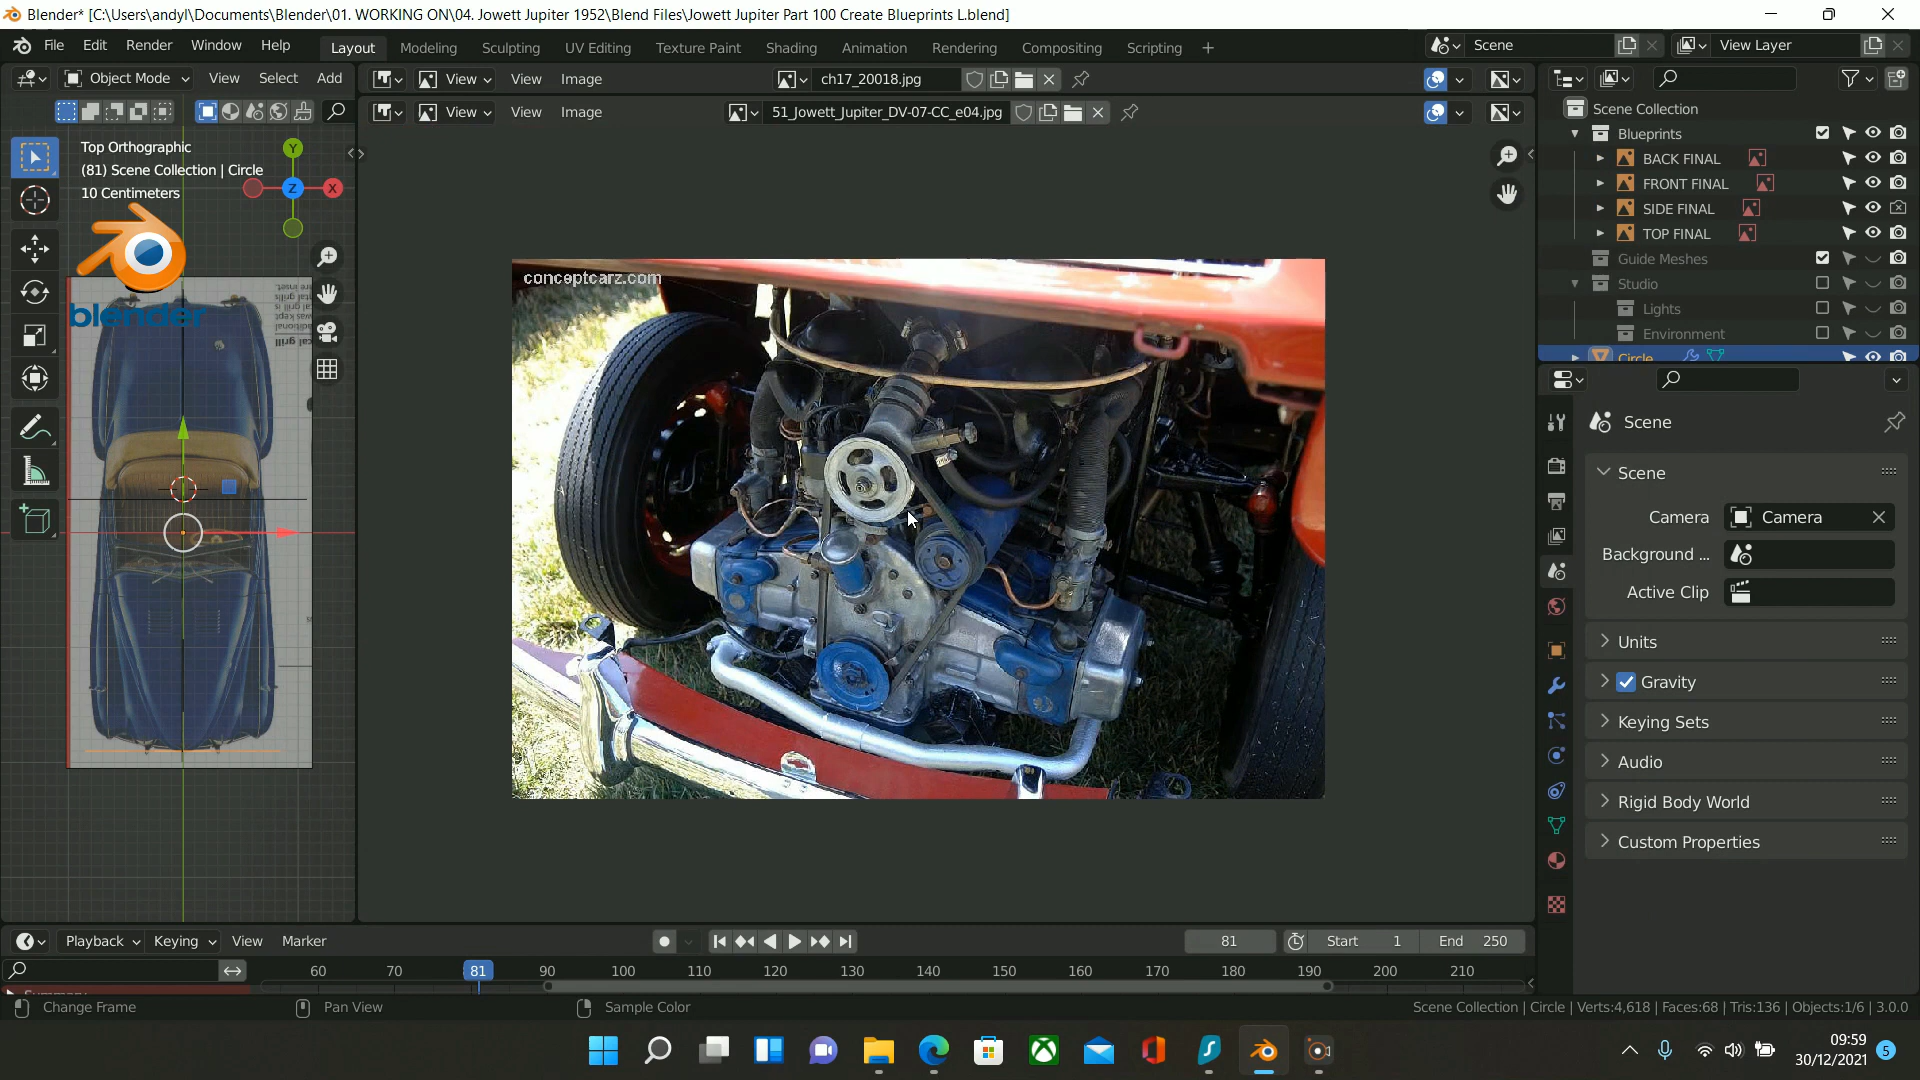 Blender* [C:\Users\andyl\Documents\Blender\01. WORKING ON\04. Jowett Jupiter 1952\Blend Files\Jowett Jupiter Part 100 Create Blueprints L.blend]
File Edit Render Window Help Layout Modeling Sculpting UV Editing Texture Paint Shading Animation Rendering Compositing Scripting + Scene View Layer
Object Mode View Select Add View View Image ch17_20018.jpg
View View Image 51_Jowett_Jupiter_DV-07-CC_e04.jpg
Top Orthographic
(81) Scene Collection | Circle
10 Centimeters
Y
X
Z
blender
conceptcarz.com
Scene Collection
Blueprints
BACK FINAL
FRONT FINAL
SIDE FINAL
TOP FINAL
Guide Meshes
Studio
Lights
Environment
Circle
Scene
Scene
Camera Camera
Background ...
Active Clip
Units
Gravity
Keying Sets
Audio
Rigid Body World
Custom Properties
Playback Keying View Marker 81 Start 1 End 250
60 70 81 90 100 110 120 130 140 150 160 170 180 190 200 210
Summary
Change Frame Pan View Sample Color Scene Collection | Circle | Verts:4,618 | Faces:68 | Tris:136 | Objects:1/6 | 3.0.0
09:59
30/12/2021 5